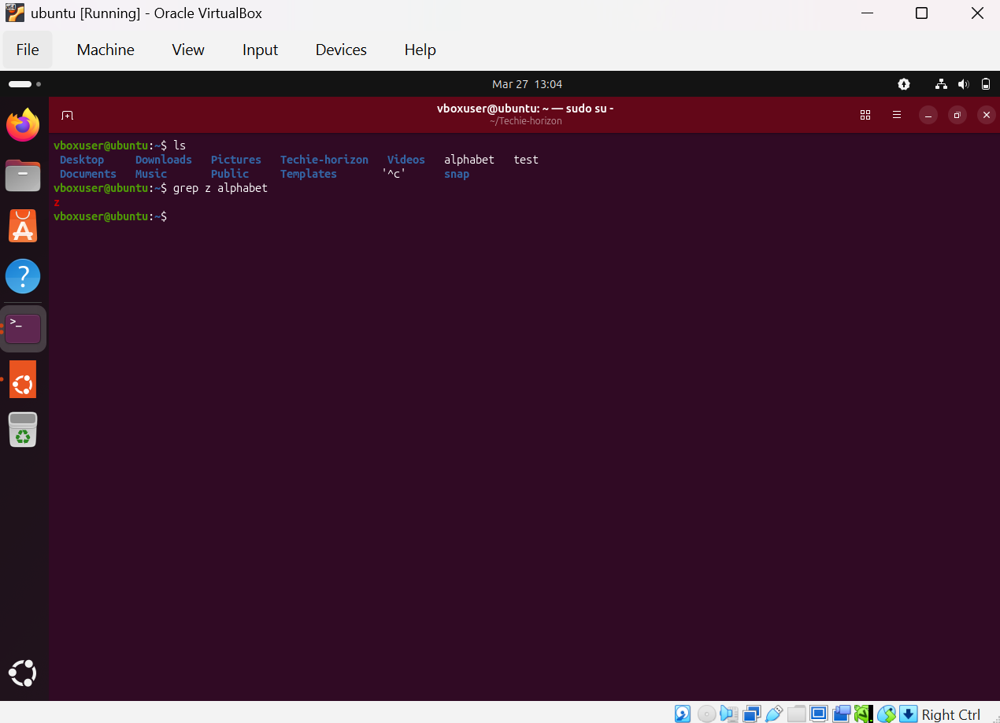 ubuntu [Running] - Oracle VirtualBox
File Machine View Input Devices Help
Mar 27 13:04
vboxuser@ubuntu: ~ — sudo su -
~/Techie-horizon
vboxuser@ubuntu:~$ ls
Desktop Downloads Pictures Techie-horizon Videos alphabet test
Documents Music Public Templates '^c' snap
vboxuser@ubuntu:~$ grep z alphabet
z
vboxuser@ubuntu:~$
Right Ctrl